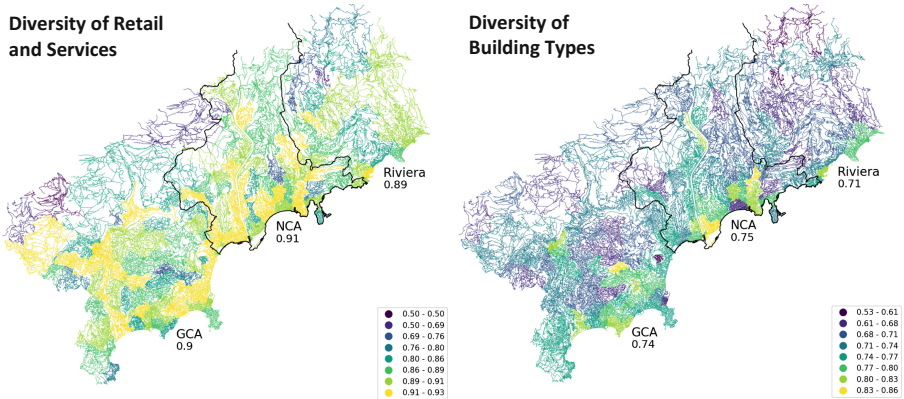 Diversity of Retail
and Services
Riviera
0.89
NCA
0.91
GCA
0.9
0.50 - 0.50
0.50 - 0.69
0.69 - 0.76
0.76 - 0.80
0.80 - 0.86
0.86 - 0.89
0.89 - 0.91
0.91 - 0.93
Diversity of
Building Types
Riviera
0.71
NCA
0.75
GCA
0.74
0.53 - 0.61
0.61 - 0.68
0.68 - 0.71
0.71 - 0.74
0.74 - 0.77
0.77 - 0.80
0.80 - 0.83
0.83 - 0.86